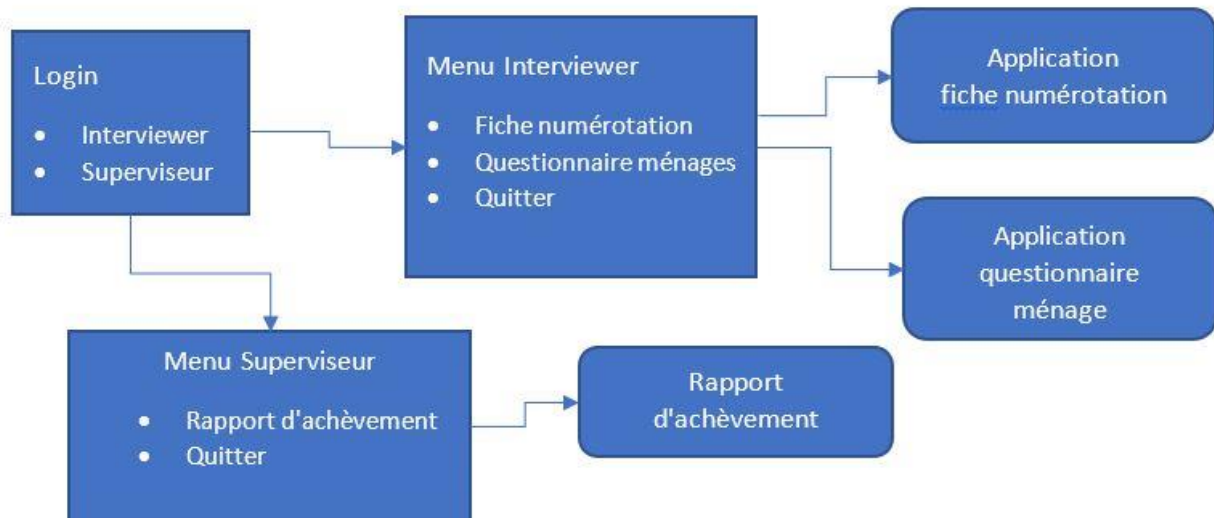 Login
• Interviewer
• Superviseur
Menu Interviewer
• Fiche numérotation
• Questionnaire ménages
• Quitter
Application
fiche numérotation
Application
questionnaire
ménage
Menu Superviseur
• Rapport d'achèvement
• Quitter
Rapport
d'achèvement